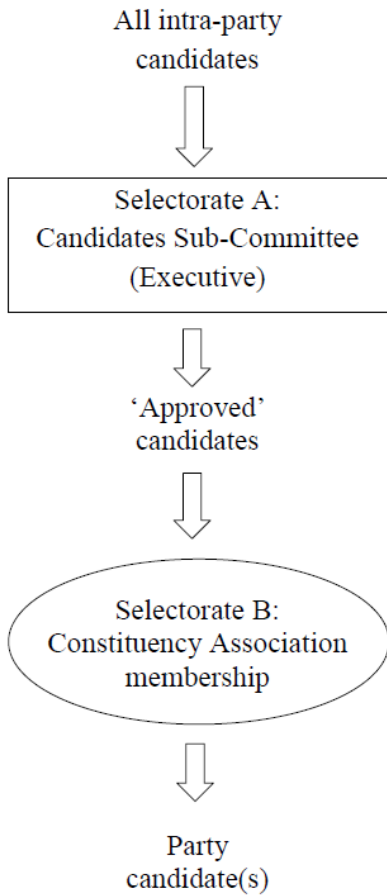 All intra-party
candidates
Selectorate A:
Candidates Sub-Committee
(Executive)
‘Approved’
candidates
Selectorate B:
Constituency Association
membership
Party
candidate(s)